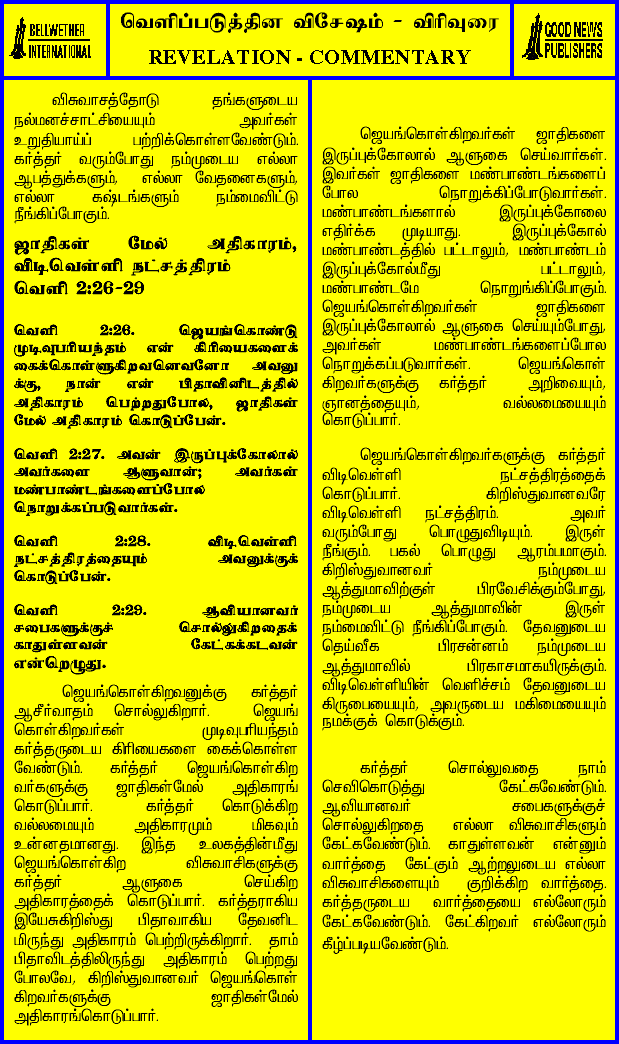 BELLWETHER
INTERNATIONAL
வெளிப்படுத்தின விசேஷம் - விரிவுரை
REVELATION - COMMENTARY
GOOD NEWS
PUBLISHERS
விசுவாசத்தோடு தங்களுடைய
நல்மனச்சாட்சியையும் அவர்கள்
உறுதியாய்ப் பற்றிக்கொள்ளவேண்டும்.
கர்த்தர் வரும்போது நம்முடைய எல்லா
ஆபத்துக்களும், எல்லா வேதனைகளும்,
எல்லா கஷ்டங்களும் நம்மைவிட்டு
நீங்கிப்போகும்.
ஜாதிகள் மேல் அதிகாரம்,
விடிவெள்ளி நட்சத்திரம்
வெளி 2:26-29
வெளி 2:26. ஜெயங்கொண்டு
முடிவுபரியந்தம் என் கிரியைகளைக்
கைக்கொள்ளுகிறவனெவனோ அவனு
க்கு, நான் என் பிதாவினிடத்தில்
அதிகாரம் பெற்றதுபோல, ஜாதிகள்
மேல் அதிகாரம் கொடுப்பேன்.
வெளி 2:27. அவன் இருப்புக்கோலால்
அவர்களை ஆளுவான்; அவர்கள்
மண்பாண்டங்களைப்போல
நொறுக்கப்படுவார்கள்.
வெளி 2:28. விடிவெள்ளி
நட்சத்திரத்தையும் அவனுக்குக்
கொடுப்பேன்.
வெளி 2:29. ஆவியானவர்
சபைகளுக்குச் சொல்லுகிறதைக்
காதுள்ளவன் கேட்கக்கடவன்
என்றெழுது.
ஜெயங்கொள்கிறவனுக்கு கர்த்தர்
ஆசீர்வாதம் சொல்லுகிறார். ஜெயங்
கொள்கிறவர்கள் முடிவுபரியந்தம்
கர்த்தருடைய கிரியைகளை கைக்கொள்ள
வேண்டும். கர்த்தர் ஜெயங்கொள்கிற
வர்களுக்கு ஜாதிகள்மேல் அதிகாரங்
கொடுப்பார். கர்த்தர் கொடுக்கிற
வல்லமையும் அதிகாரமும் மிகவும்
உன்னதமானது. இந்த உலகத்தின்மீது
ஜெயங்கொள்கிற விசுவாசிகளுக்கு
கர்த்தர் ஆளுகை செய்கிற
அதிகாரத்தைக் கொடுப்பார். கர்த்தராகிய
இயேசுகிறிஸ்து பிதாவாகிய தேவனிட
மிருந்து அதிகாரம் பெற்றிருக்கிறார். தாம்
பிதாவிடத்திலிருந்து அதிகாரம் பெற்றது
போலவே, கிறிஸ்துவானவர் ஜெயங்கொள்
கிறவர்களுக்கு ஜாதிகள்மேல்
அதிகாரங்கொடுப்பார்.
ஜெயங்கொள்கிறவர்கள் ஜாதிகளை
இருப்புக்கோலால் ஆளுகை செய்வார்கள்.
இவர்கள் ஜாதிகளை மண்பாண்டங்களைப்
போல நொறுக்கிப்போடுவார்கள்.
மண்பாண்டங்களால் இருப்புக்கோலை
எதிர்க்க முடியாது. இருப்புக்கோல்
மண்பாண்டத்தில் பட்டாலும், மண்பாண்டம்
இருப்புக்கோல்மீது பட்டாலும்,
மண்பாண்டமே நொறுங்கிப்போகும்.
ஜெயங்கொள்கிறவர்கள் ஜாதிகளை
இருப்புக்கோலால் ஆளுகை செய்யும்போது,
அவர்கள் மண்பாண்டங்களைப்போல
நொறுக்கப்படுவார்கள். ஜெயங்கொள்
கிறவர்களுக்கு கர்த்தர் அறிவையும்,
ஞானத்தையும், வல்லமையையும்
கொடுப்பார்.
ஜெயங்கொள்கிறவர்களுக்கு கர்த்தர்
விடிவெள்ளி நட்சத்திரத்தைக்
கொடுப்பார். கிறிஸ்துவானவரே
விடிவெள்ளி நட்சத்திரம். அவர்
வரும்போது பொழுதுவிடியும். இருள்
நீங்கும். பகல் பொழுது ஆரம்பமாகும்.
கிறிஸ்துவானவர் நம்முடைய
ஆத்துமாவிற்குள் பிரவேசிக்கும்போது,
நம்முடைய ஆத்துமாவின் இருள்
நம்மைவிட்டு நீங்கிப்போகும். தேவனுடைய
தெய்வீக பிரசன்னம் நம்முடைய
ஆத்துமாவில் பிரகாசமாகயிருக்கும்.
விடிவெள்ளியின் வெளிச்சம் தேவனுடைய
கிருபையையும், அவருடைய மகிமையையும்
நமக்குக் கொடுக்கும்.
கர்த்தர் சொல்லுவதை நாம்
செவிகொடுத்து கேட்கவேண்டும்.
ஆவியானவர் சபைகளுக்குச்
சொல்லுகிறதை எல்லா விசுவாசிகளும்
கேட்கவேண்டும். காதுள்ளவன் என்னும்
வார்த்தை கேட்கும் ஆற்றலுடைய எல்லா
விசுவாசிகளையும் குறிக்கிற வார்த்தை.
கர்த்தருடைய வார்த்தையை எல்லோரும்
கேட்கவேண்டும். கேட்கிறவர் எல்லோரும்
கீழ்ப்படியவேண்டும்.